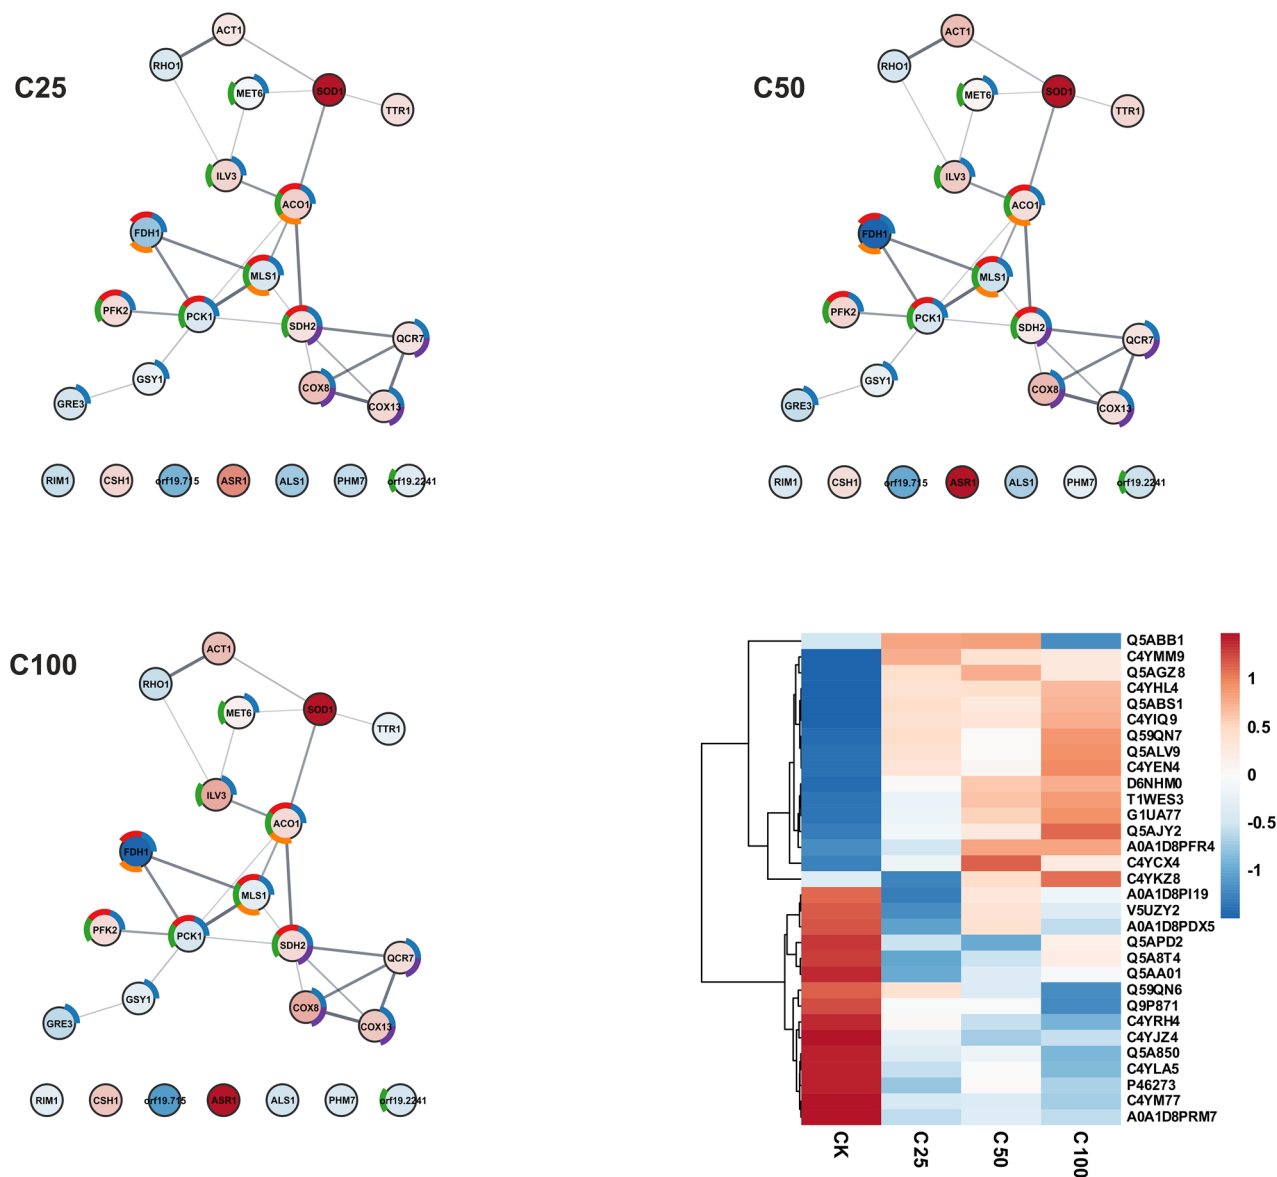 C25
ACT1
RHO1
MET6
SOD1
TTR1
ILV3
ACO1
FDH1
MLS1
PFK2
PCK1
SDH2
QCR7
GSY1
COX8
GRE3
COX13
RIM1
CSH1
orf19.715
ASR1
ALS1
PHM7
orf19.2241
C50
ACT1
RHO1
MET6
SOD1
TTR1
ILV3
ACO1
FDH1
MLS1
PFK2
PCK1
SDH2
QCR7
GSY1
COX8
GRE3
COX13
RIM1
CSH1
orf19.715
ASR1
ALS1
PHM7
orf19.2241
C100
ACT1
RHO1
MET6
SOD1
TTR1
ILV3
ACO1
FDH1
MLS1
PFK2
PCK1
SDH2
QCR7
GSY1
COX8
GRE3
COX13
RIM1
CSH1
orf19.715
ASR1
ALS1
PHM7
orf19.2241
Q5ABB1
C4YMM9
Q5AGZ8
C4YHL4
Q5ABS1
C4YIQ9
Q59QN7
Q5ALV9
C4YEN4
D6NHM0
T1WES3
G1UA77
Q5AJY2
A0A1D8PFR4
C4YCX4
C4YKZ8
A0A1D8PI19
V5UZY2
A0A1D8PDX5
Q5APD2
Q5A8T4
Q5AA01
Q59QN6
Q9P871
C4YRH4
C4YJZ4
Q5A850
C4YLA5
P46273
C4YM77
A0A1D8PRM7
1
0.5
0
-0.5
-1
CK
C25
C50
C100